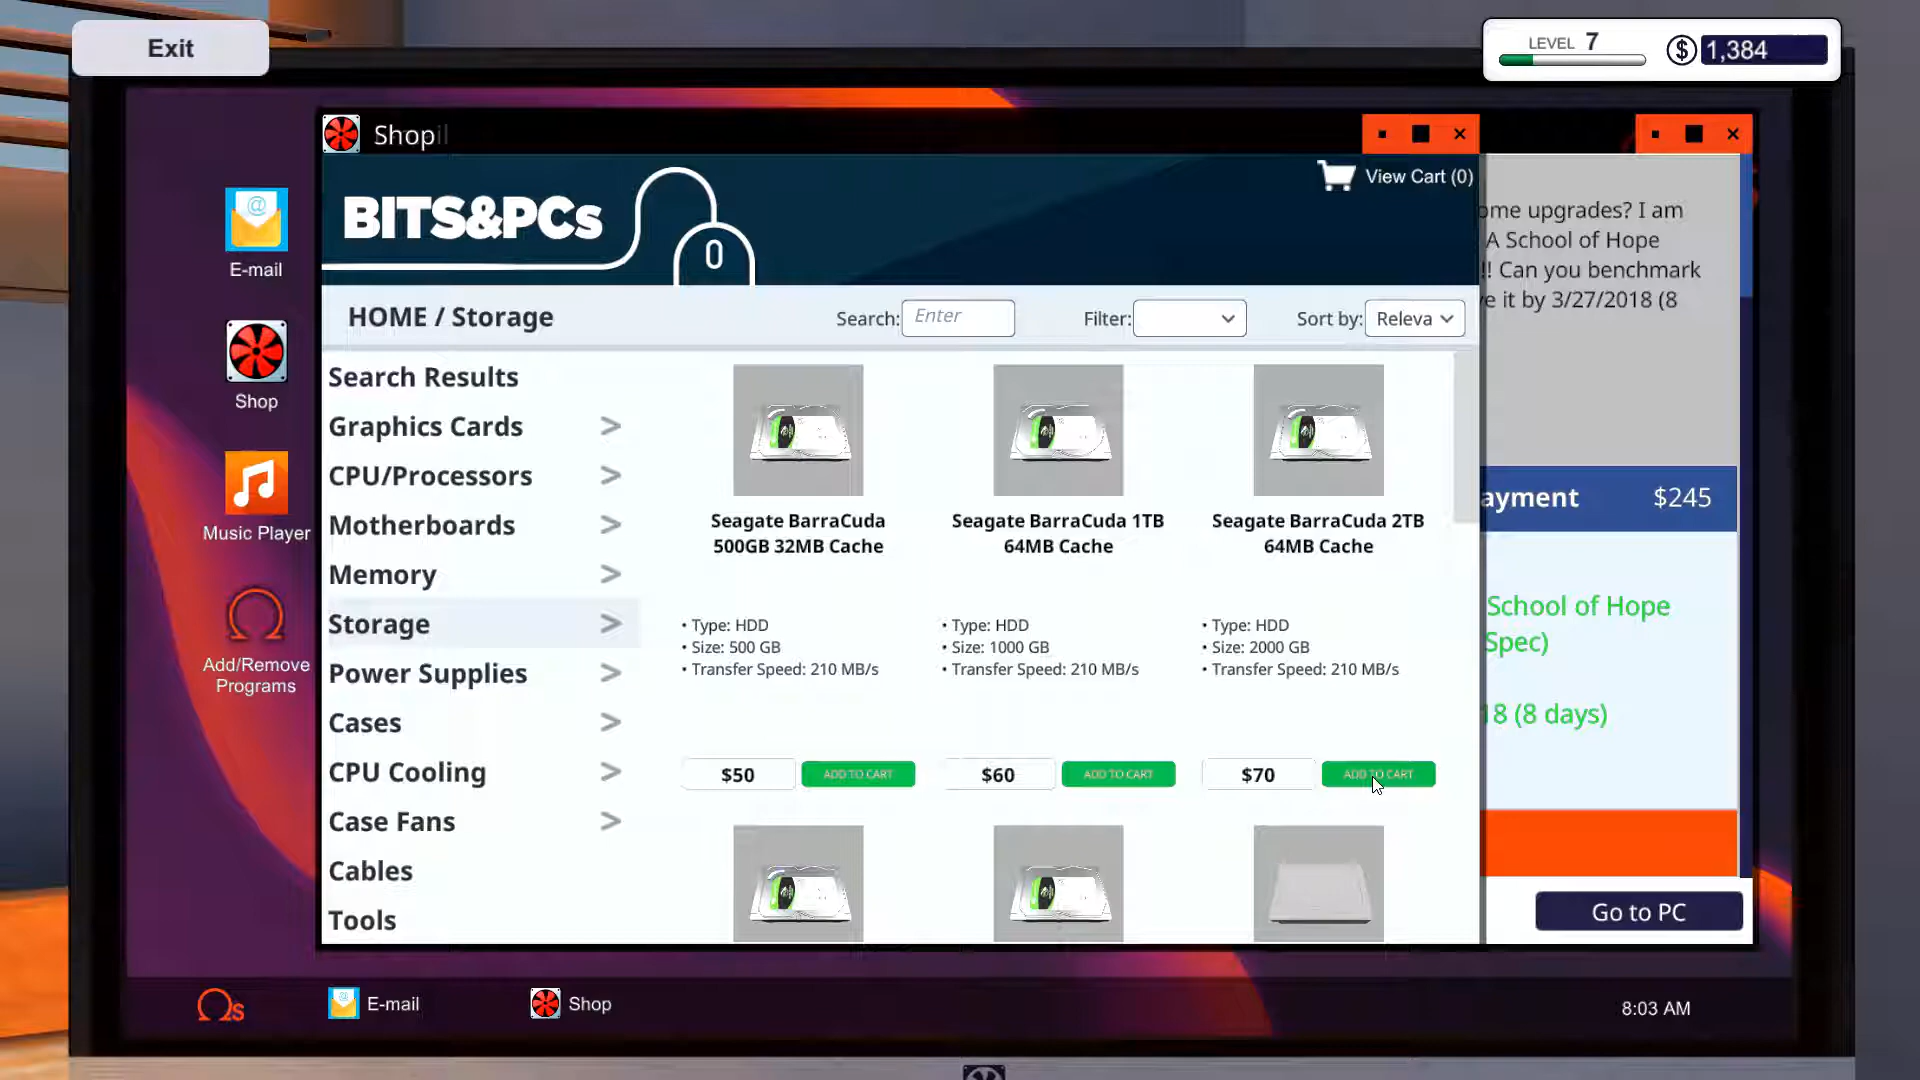 Exit
LEVEL 7
$ 1,384
Shop
View Cart (0)
BITS&PCs
HOME / Storage
Search: Enter
Filter:
Sort by: Releva
Search Results
Graphics Cards >
CPU/Processors >
Motherboards >
Memory >
Storage >
Power Supplies >
Cases >
CPU Cooling >
Case Fans >
Cables
Tools
Seagate BarraCuda
500GB 32MB Cache
• Type: HDD
• Size: 500 GB
• Transfer Speed: 210 MB/s
$50
ADD TO CART
Seagate BarraCuda 1TB
64MB Cache
• Type: HDD
• Size: 1000 GB
• Transfer Speed: 210 MB/s
$60
ADD TO CART
Seagate BarraCuda 2TB
64MB Cache
• Type: HDD
• Size: 2000 GB
• Transfer Speed: 210 MB/s
$70
ADD TO CART
ome upgrades? I am
A School of Hope
!! Can you benchmark
e it by 3/27/2018 (8
ayment $245
School of Hope
Spec)
18 (8 days)
Go to PC
E-mail
Shop
Music Player
Add/Remove
Programs
Ωs
E-mail
Shop
8:03 AM